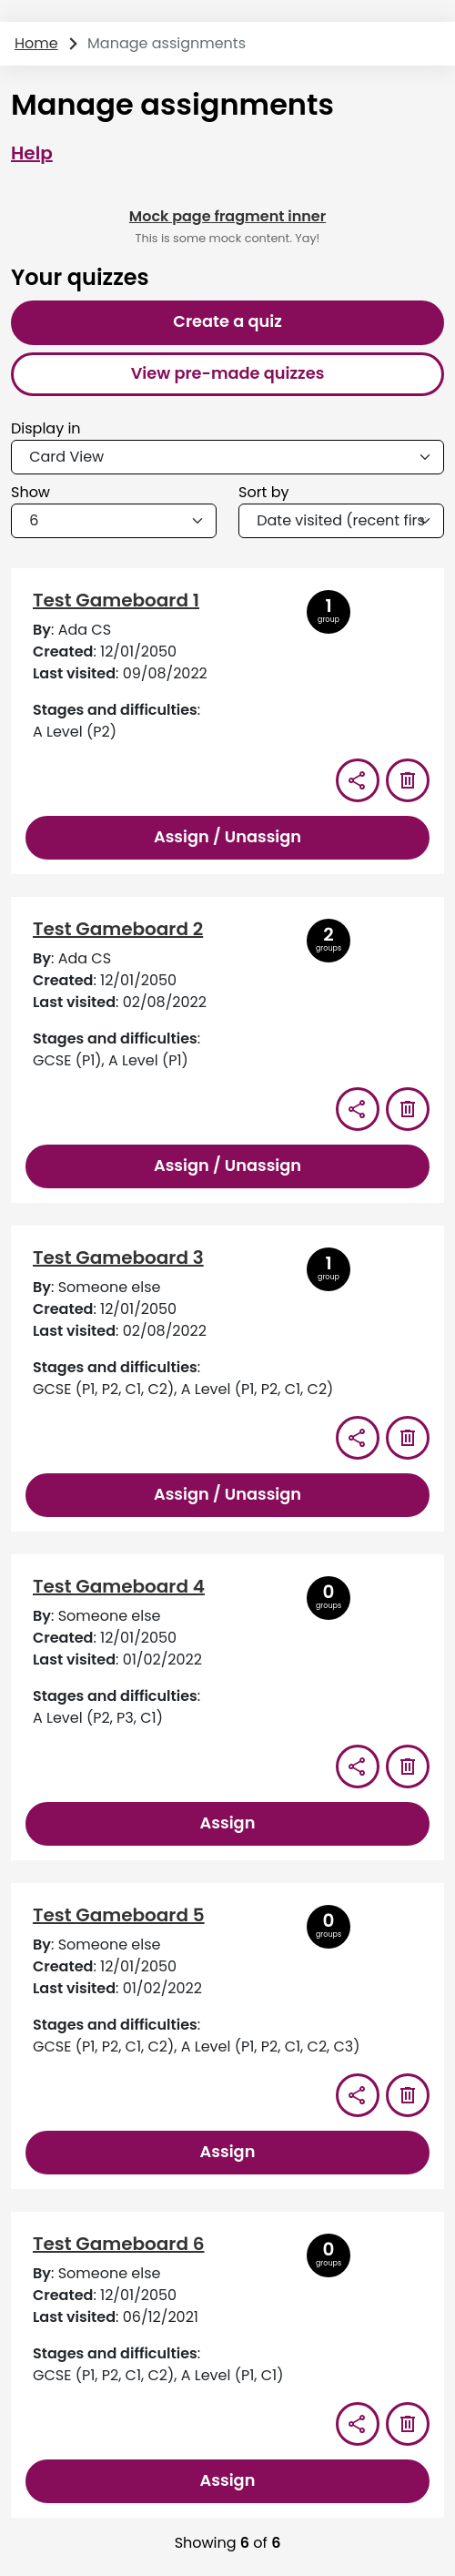 Home > Manage assignments
Manage assignments
Help
Mock page fragment inner
This is some mock content. Yay!
Your quizzes
Create a quiz
View pre-made quizzes
Display in
Card View
Show Sort by
6 Date visited (recent firs
Test Gameboard 1
1
group
By: Ada CS
Created: 12/01/2050
Last visited: 09/08/2022
Stages and difficulties:
A Level (P2)
Assign / Unassign
Test Gameboard 2
2
groups
By: Ada CS
Created: 12/01/2050
Last visited: 02/08/2022
Stages and difficulties:
GCSE (P1), A Level (P1)
Assign / Unassign
Test Gameboard 3
1
group
By: Someone else
Created: 12/01/2050
Last visited: 02/08/2022
Stages and difficulties:
GCSE (P1, P2, C1, C2), A Level (P1, P2, C1, C2)
Assign / Unassign
Test Gameboard 4
0
groups
By: Someone else
Created: 12/01/2050
Last visited: 01/02/2022
Stages and difficulties:
A Level (P2, P3, C1)
Assign
Test Gameboard 5
0
groups
By: Someone else
Created: 12/01/2050
Last visited: 01/02/2022
Stages and difficulties:
GCSE (P1, P2, C1, C2), A Level (P1, P2, C1, C2, C3)
Assign
Test Gameboard 6
0
groups
By: Someone else
Created: 12/01/2050
Last visited: 06/12/2021
Stages and difficulties:
GCSE (P1, P2, C1, C2), A Level (P1, C1)
Assign
Showing 6 of 6